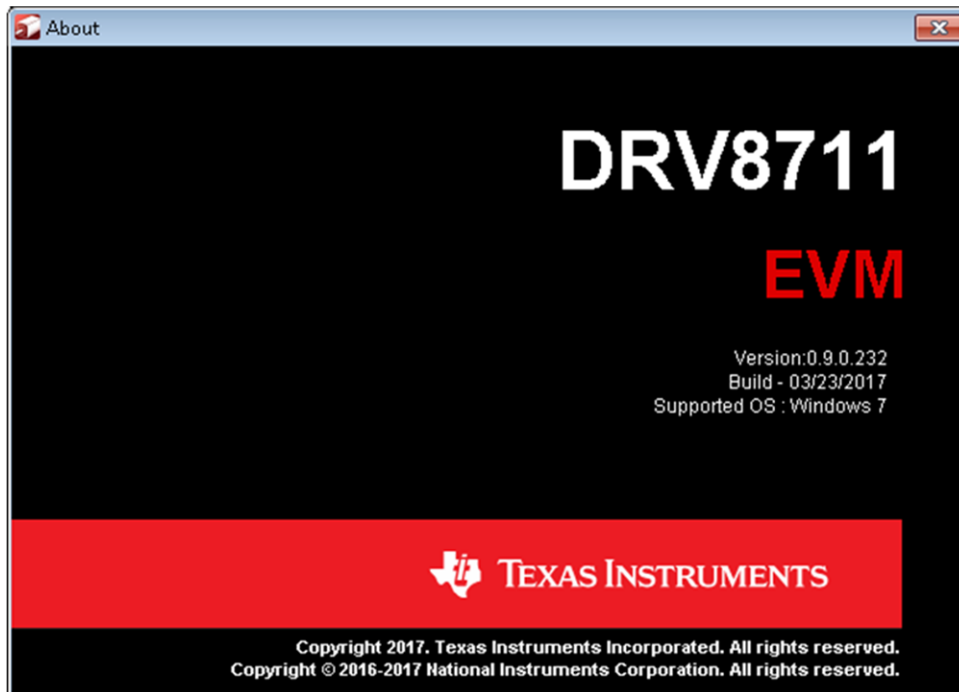 About
DRV8711
EVM
Version:0.9.0.232
Build - 03/23/2017
Supported OS : Windows 7
TEXAS INSTRUMENTS
Copyright 2017. Texas Instruments Incorporated. All rights reserved.
Copyright © 2016-2017 National Instruments Corporation. All rights reserved.